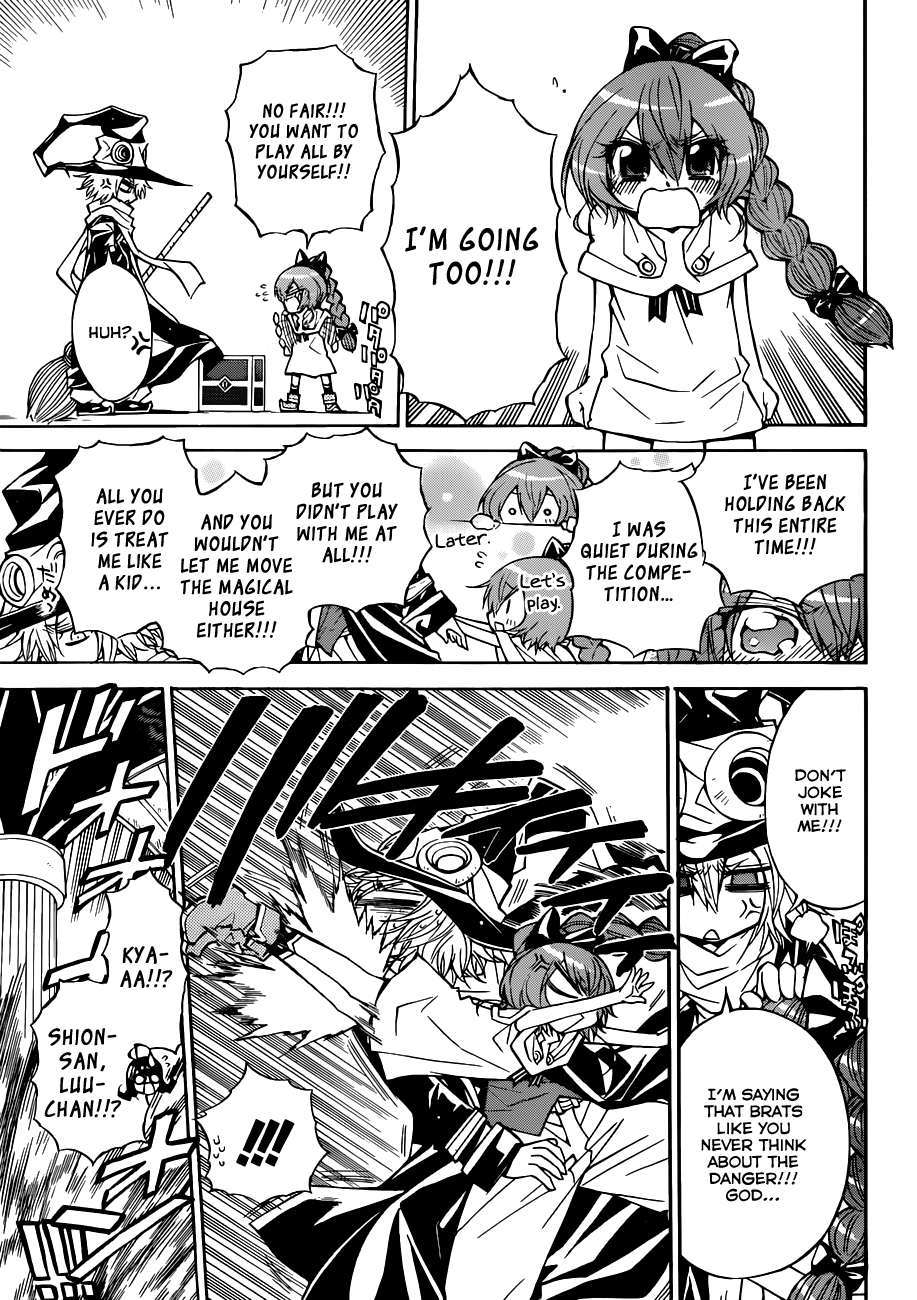 I'M GOING
TOO!!!
NO FAIR!!!
YOU WANT TO
PLAY ALL BY
YOURSELF!!
HUH?
I'VE BEEN
HOLDING BACK
THIS ENTIRE
TIME!!!
I WAS
QUIET DURING
THE COMPE-
TITION...
Let's
play.
Later.
BUT YOU
DIDN'T PLAY
WITH ME AT
ALL!!!
AND YOU
WOULDN'T
LET ME MOVE
THE MAGICAL
HOUSE
EITHER!!!
ALL YOU
EVER DO
IS TREAT
ME LIKE
A KID...
DON'T
JOKE
WITH
ME!!!
I'M SAYING
THAT BRATS
LIKE YOU
NEVER THINK
ABOUT THE
DANGER!!!
GOD...
!!!
KYA-
AA!!?
SHION-
SAN,
LUU-
CHAN!!?